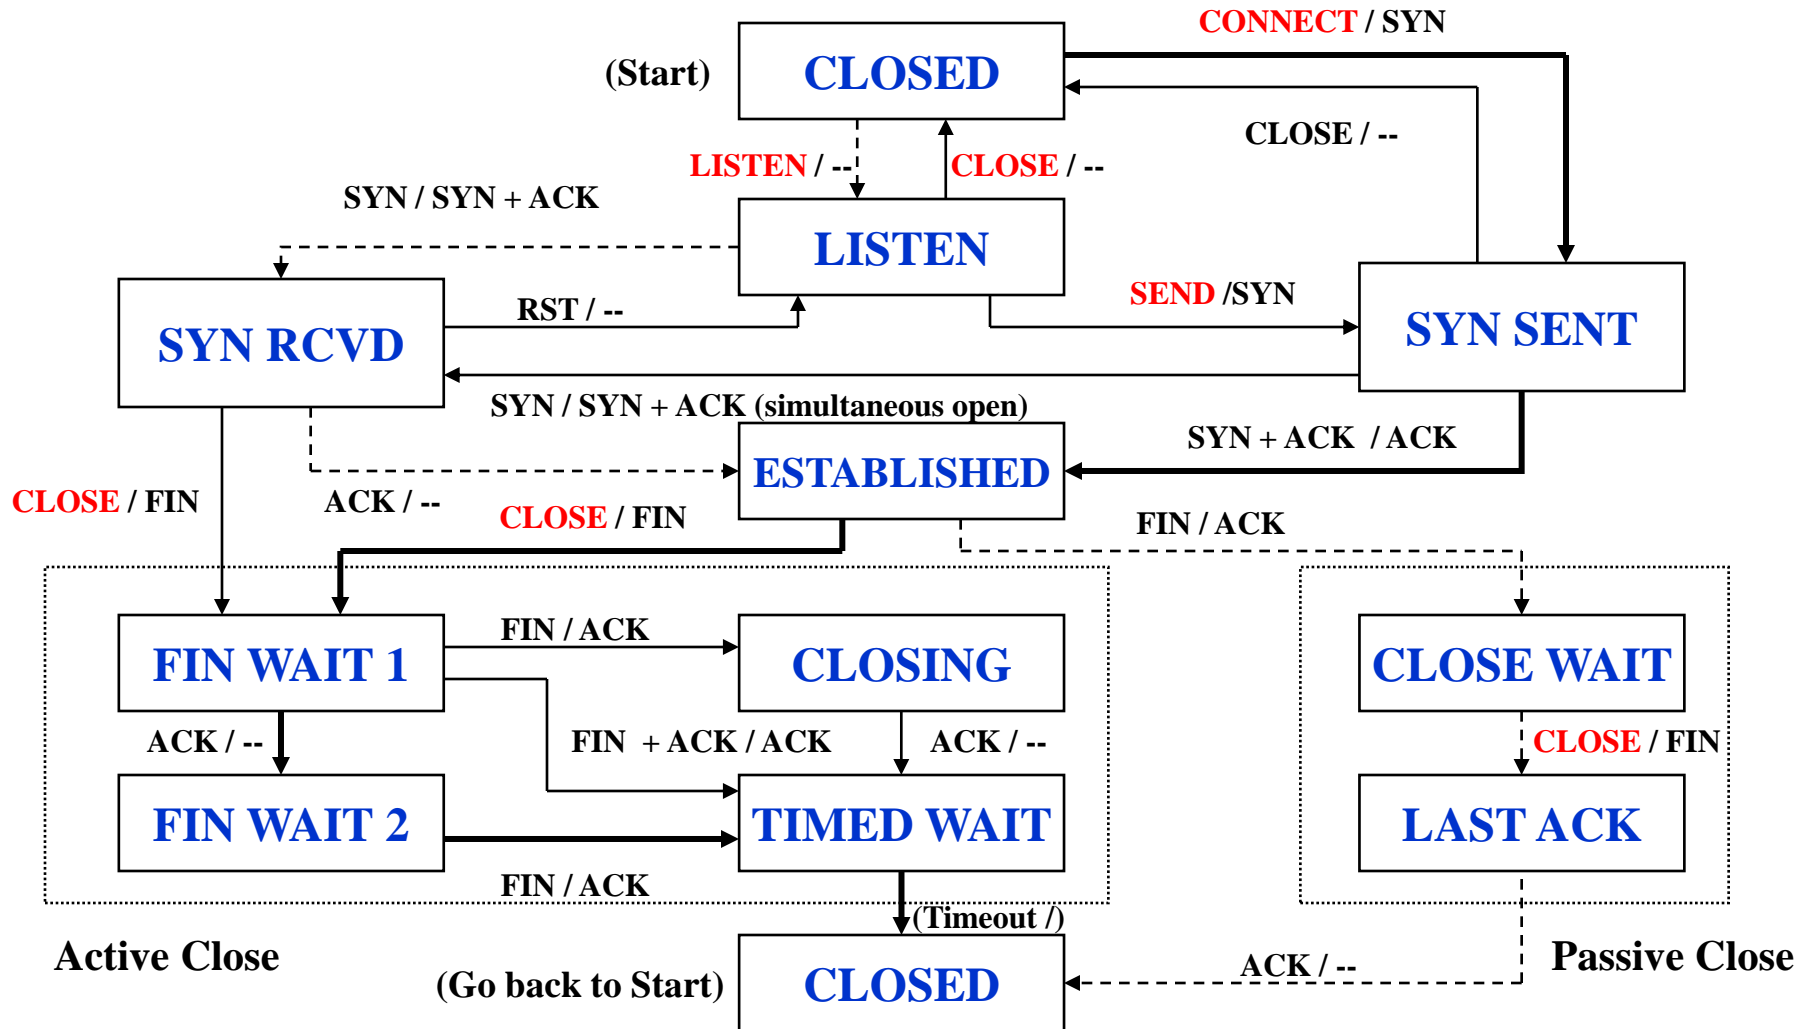 CONNECT / SYN
(Start)
CLOSED
CLOSE / --
LISTEN / --
CLOSE / --
SYN / SYN + ACK
LISTEN
SEND /SYN
RST / --
SYN RCVD
SYN SENT
SYN / SYN + ACK (simultaneous open)
SYN + ACK / ACK
ESTABLISHED
CLOSE / FIN
ACK / --
CLOSE / FIN
FIN / ACK
FIN / ACK
FIN WAIT 1
CLOSING
CLOSE WAIT
ACK / --
FIN + ACK / ACK
ACK / --
CLOSE / FIN
FIN WAIT 2
TIMED WAIT
LAST ACK
FIN / ACK
(Timeout /)
Active Close
Passive Close
ACK / --
(Go back to Start)
CLOSED